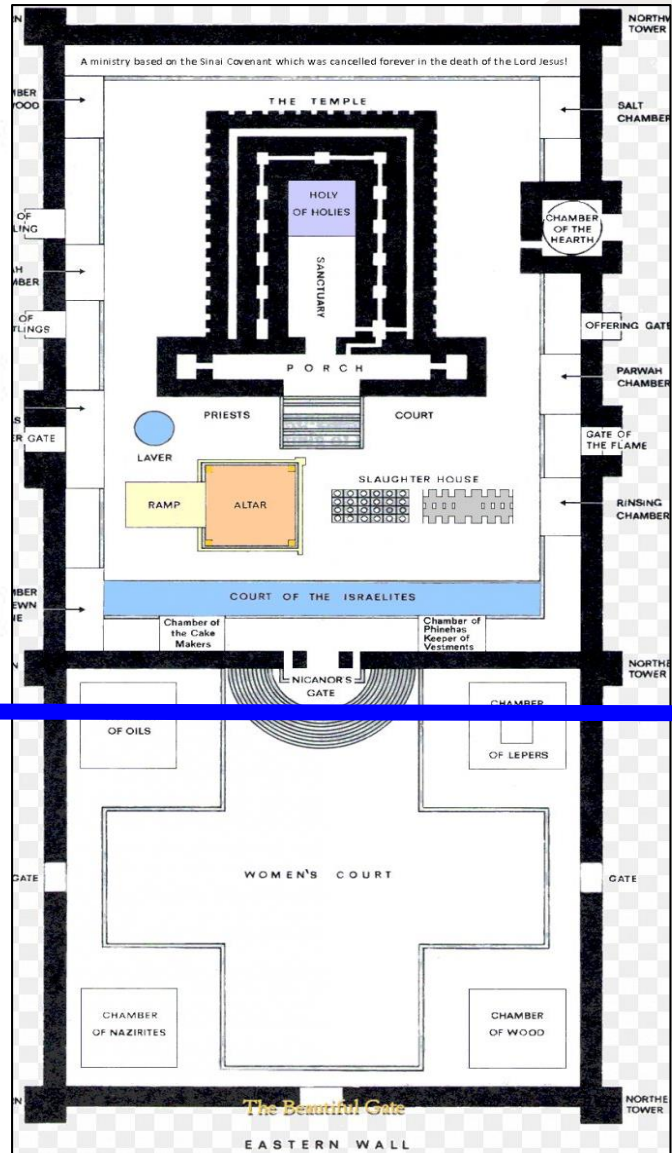 NORTHW
TOWER
A ministry based on the Sinai Covenant which was cancelled forever in the death of the Lord Jesus!
MBER
OOD
THE TEMPLE
SALT
CHAMBER
HOLY
OF HOLIES
OF
LING
CHAMBER
OF THE
HEARTH
AH
MBER
SANCTUARY
OF
TLINGS
OFFERING GATE
PORCH
PARWAH
CHAMBER
PRIESTS COURT
AS
ER GATE
GATE OF
THE FLAME
LAVER
SLAUGHTER HOUSE
RAMP
ALTAR
RINSING
CHAMBER
COURT OF THE ISRAELITES
MBER
EWN
NE
Chamber of
the Cake
Makers
Chamber of
Phinehas
Keeper of
Vestments
NICANOR'S
GATE
NORTHE
TOWER
OF OILS
CHAMBER
OF LEPERS
WOMEN'S COURT
GATE
GATE
CHAMBER
OF NAZIRITES
CHAMBER
OF WOOD
The Beautiful Gate
NORTHE
TOWER
EASTERN WALL